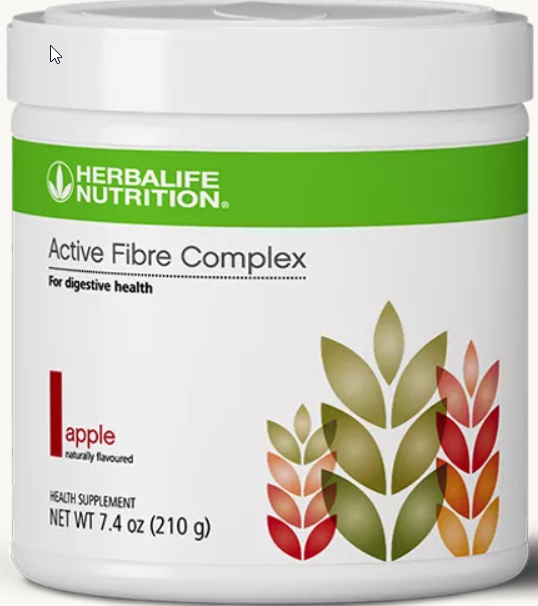 HERBALIFE
NUTRITION®
Active Fibre Complex
For digestive health
apple
naturally flavoured
HEALTH SUPPLEMENT
NET WT 7.4 oz (210 g)